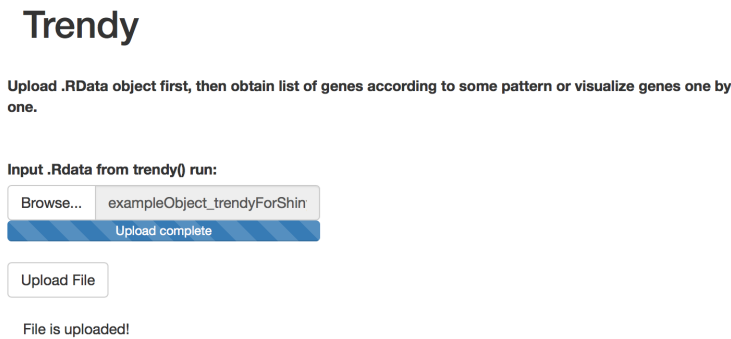 Trendy
Upload .RData object first, then obtain list of genes according to some pattern or visualize genes one by
one.
Input .Rdata from trendy() run:
Browse... exampleObject_trendyForShin
Upload complete
Upload File
File is uploaded!